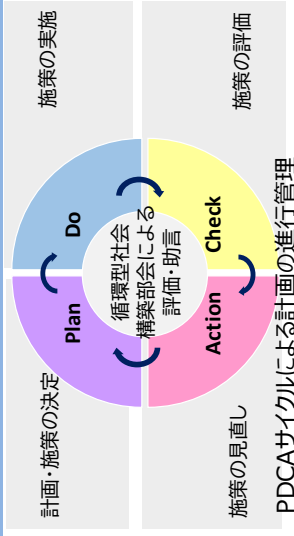 計画・施策の決定
施策の実施
Plan
Do
循環型社会
構築部会による
評価・助言
Action
Check
施策の見直し
施策の評価
PDCAサイクルによる計画の進行管理